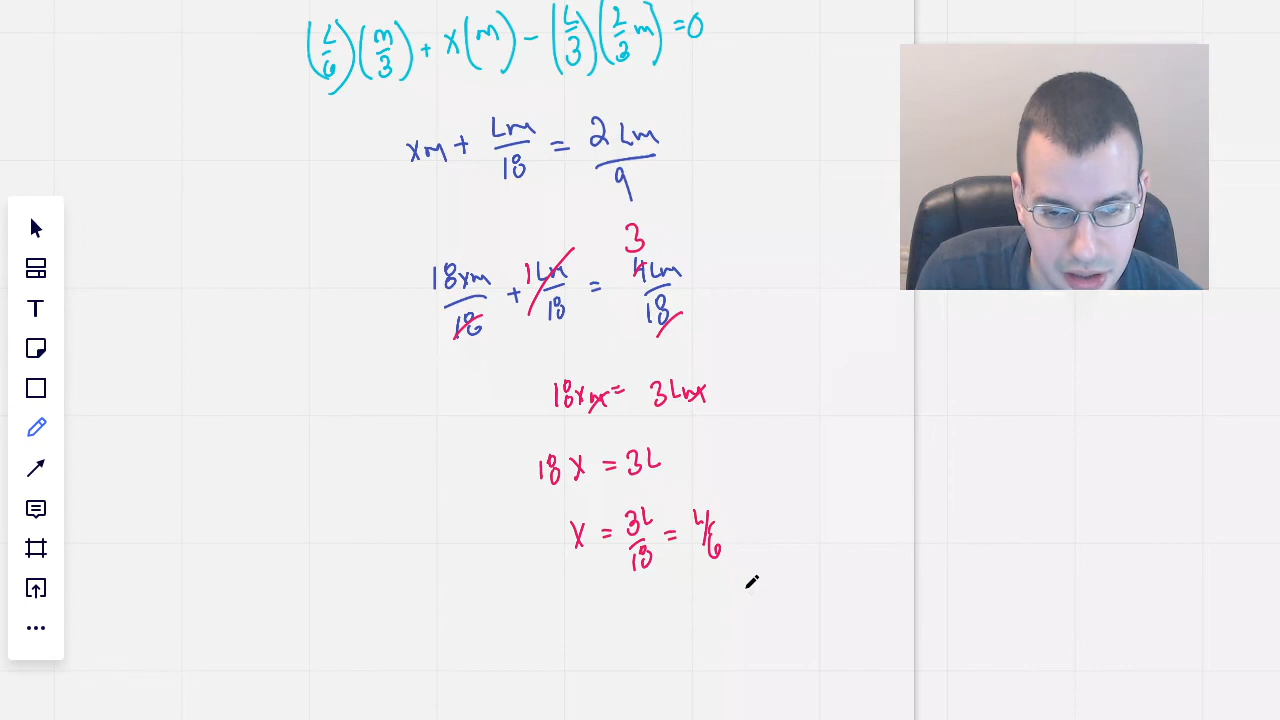 (L/6)(m/3) + x(m) - (L/3)(2/3 m) = 0
xm + Lm/18 = 2Lm/9
3
18xm/18 + 1Lm/18 = 4Lm/18
18xm = 3Lm
18x = 3L
x = 3L/18 = L/6
T